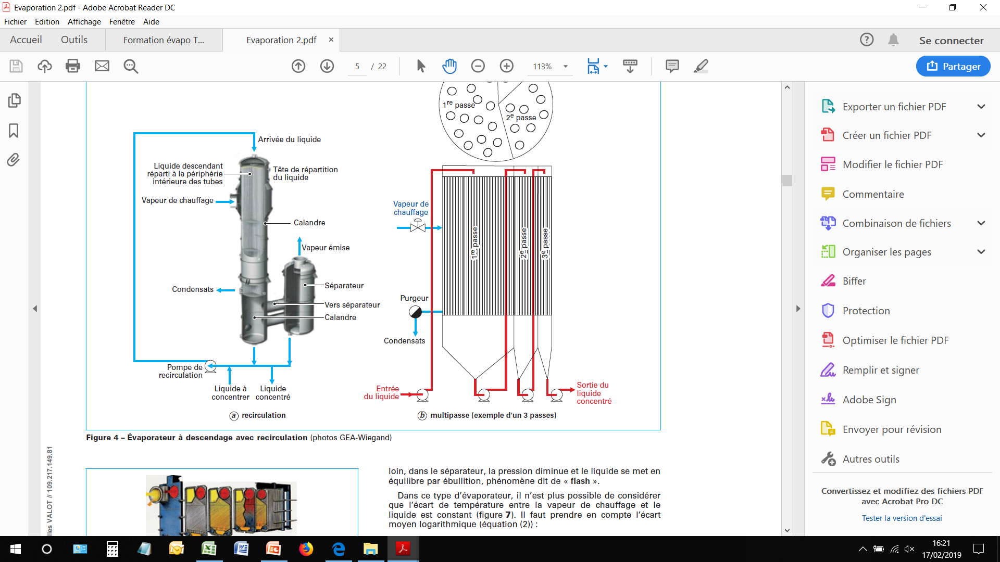 Evaporation 2.pdf - Adobe Acrobat Reader DC
Fichier Edition Affichage Fenêtre Aide
Accueil Outils Formation évapo T... Evaporation 2.pdf × Se connecter
5 / 22 113% Partager
1re passe
2e passe
Arrivée du liquide
Liquide descendant
réparti à la périphérie
intérieure des tubes
Tête de répartition
du liquide
Vapeur de chauffage
Calandre
Vapeur émise
Condensats
Séparateur
Vers séparateur
Calandre
Pompe de
recirculation
Liquide à
concentrer
Liquide
concentré
a recirculation
Vapeur de
chauffage
1re passe
2e passe
3e passe
Purgeur
Condensats
Entrée
du liquide
Sortie du
liquide
concentré
b multipasse (exemple d'un 3 passes)
Figure 4 – Évaporateur à descendage avec recirculation (photos GEA-Wiegand)
lles VALOT // 109.217.149.81
loin, dans le séparateur, la pression diminue et le liquide se met en
équilibre par ébullition, phénomène dit de « flash ».
Dans ce type d'évaporateur, il n'est plus possible de considérer
que l'écart de température entre la vapeur de chauffage et le
liquide est constant (figure 7). Il faut prendre en compte l'écart
moyen logarithmique (équation (2)) :
Exporter un fichier PDF
Créer un fichier PDF
Modifier le fichier PDF
Commentaire
Combinaison de fichiers
Organiser les pages
Biffer
Protection
Optimiser le fichier PDF
Remplir et signer
Adobe Sign
Envoyer pour révision
Autres outils
Convertissez et modifiez des fichiers PDF
avec Acrobat Pro DC
Tester la version d'essai
16:21
17/02/2019